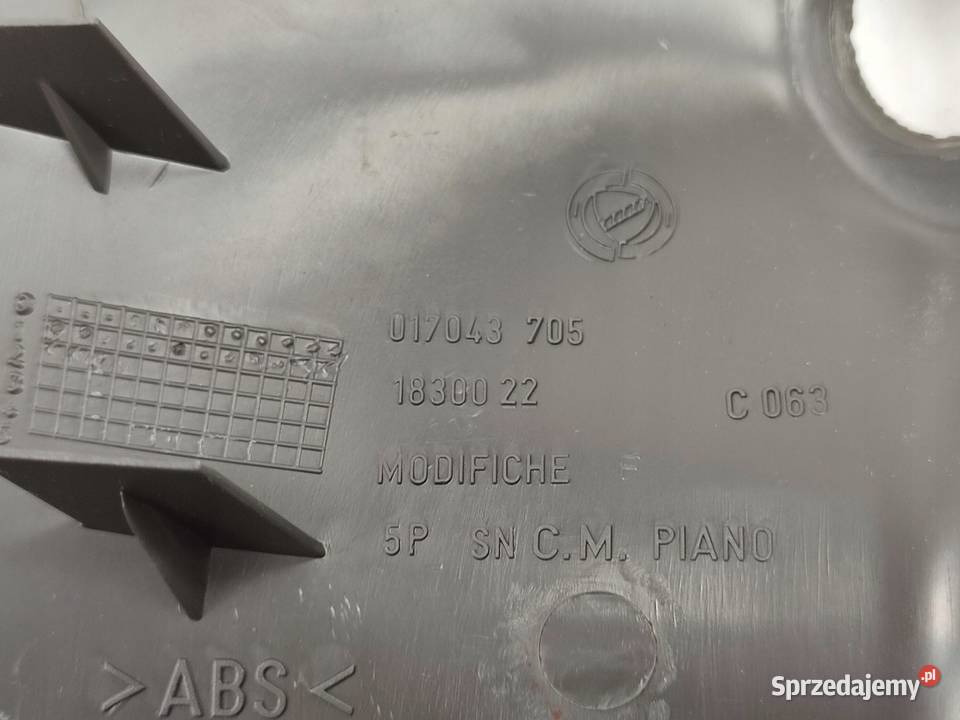 017043 705
18300 22
C 063
MODIFICHE
5P SN C.M. PIANO
>ABS<
Sprzedajemy.pl